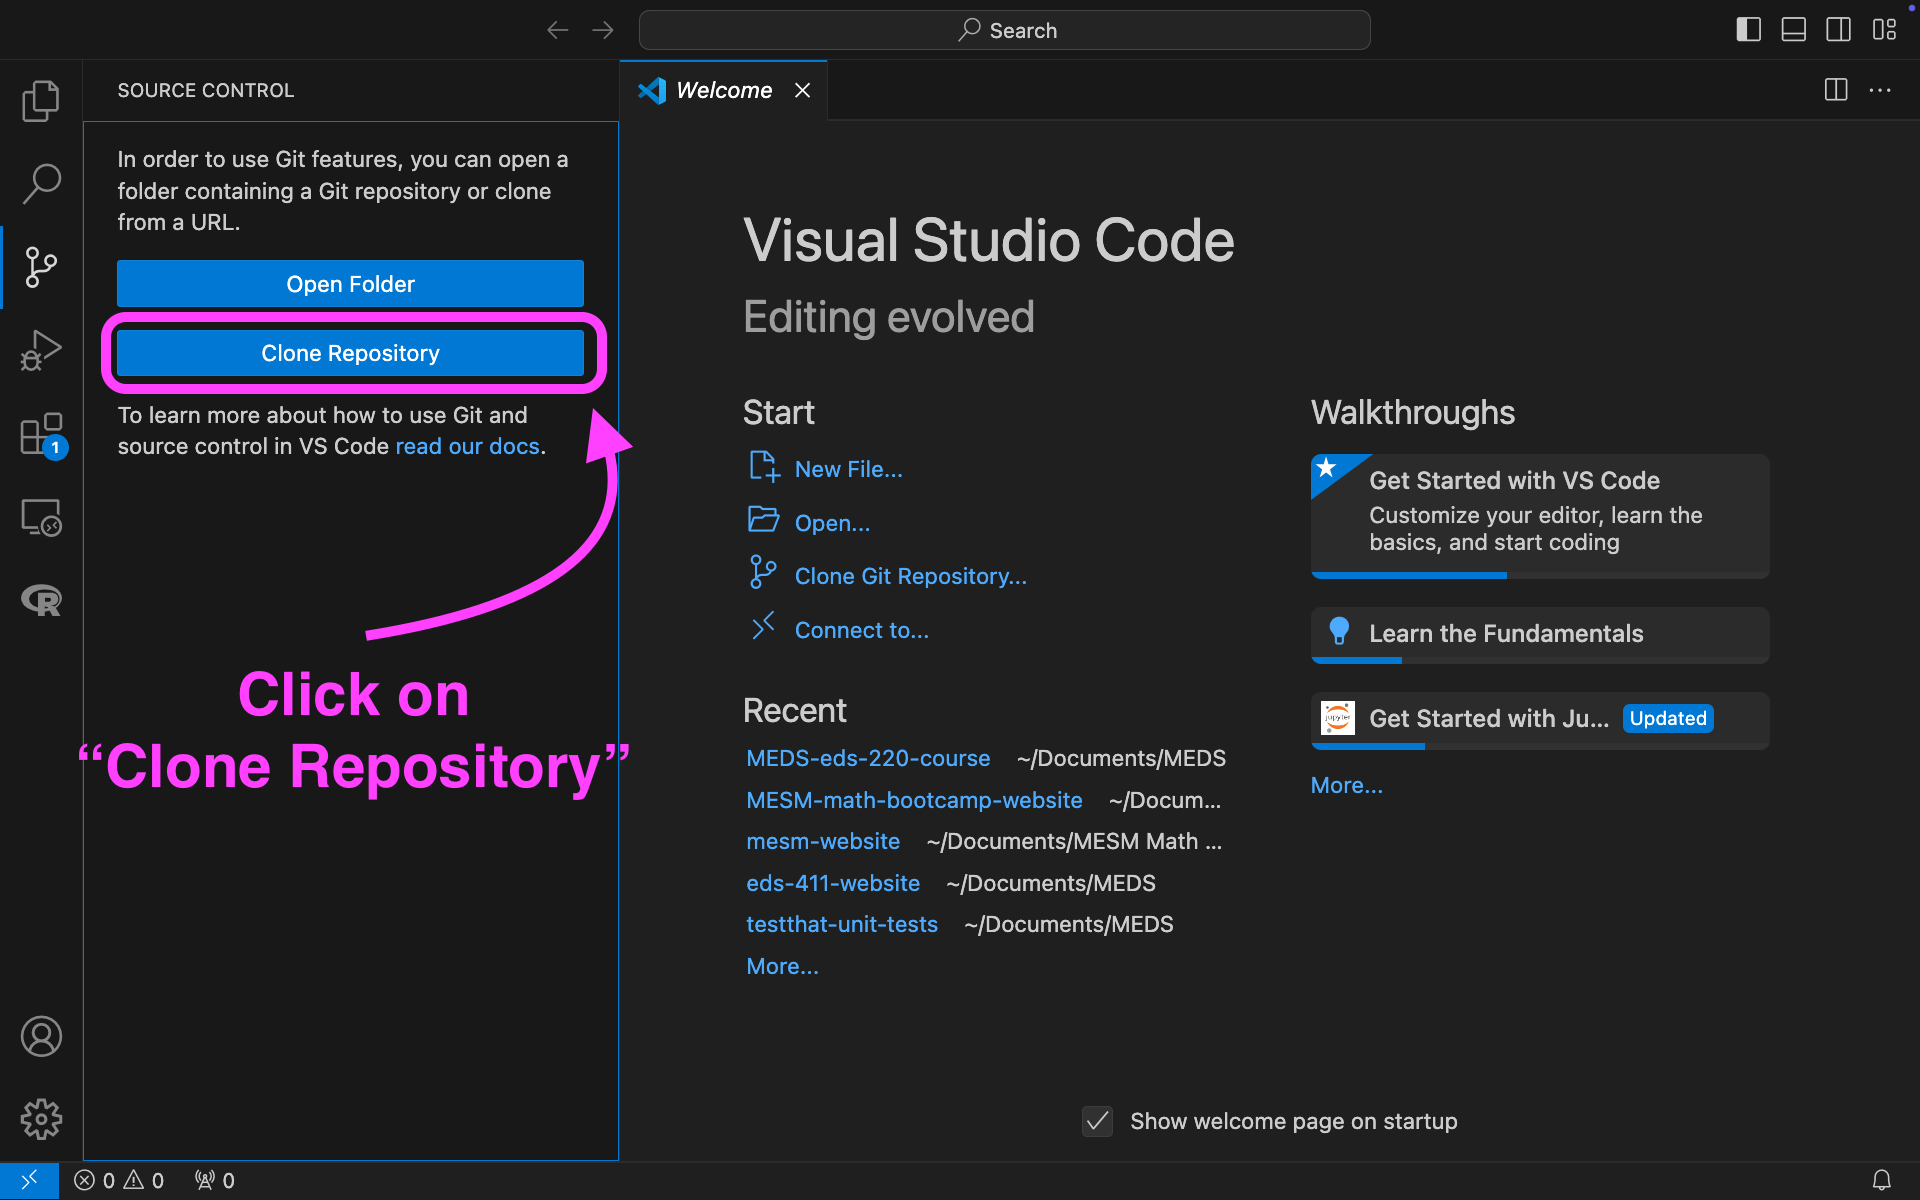 Search
SOURCE CONTROL
Welcome
In order to use Git features, you can open a
folder containing a Git repository or clone
from a URL.
Open Folder
Clone Repository
To learn more about how to use Git and
source control in VS Code read our docs.
1
R
Click on
“Clone Repository”
Visual Studio Code
Editing evolved
Start
New File...
Open...
Clone Git Repository...
Connect to...
Recent
MEDS-eds-220-course ~/Documents/MEDS
MESM-math-bootcamp-website ~/Docum...
mesm-website ~/Documents/MESM Math ...
eds-411-website ~/Documents/MEDS
testthat-unit-tests ~/Documents/MEDS
More...
Walkthroughs
Get Started with VS Code
Customize your editor, learn the
basics, and start coding
Learn the Fundamentals
jupyter
Get Started with Ju... Updated
More...
Show welcome page on startup
0 0 0